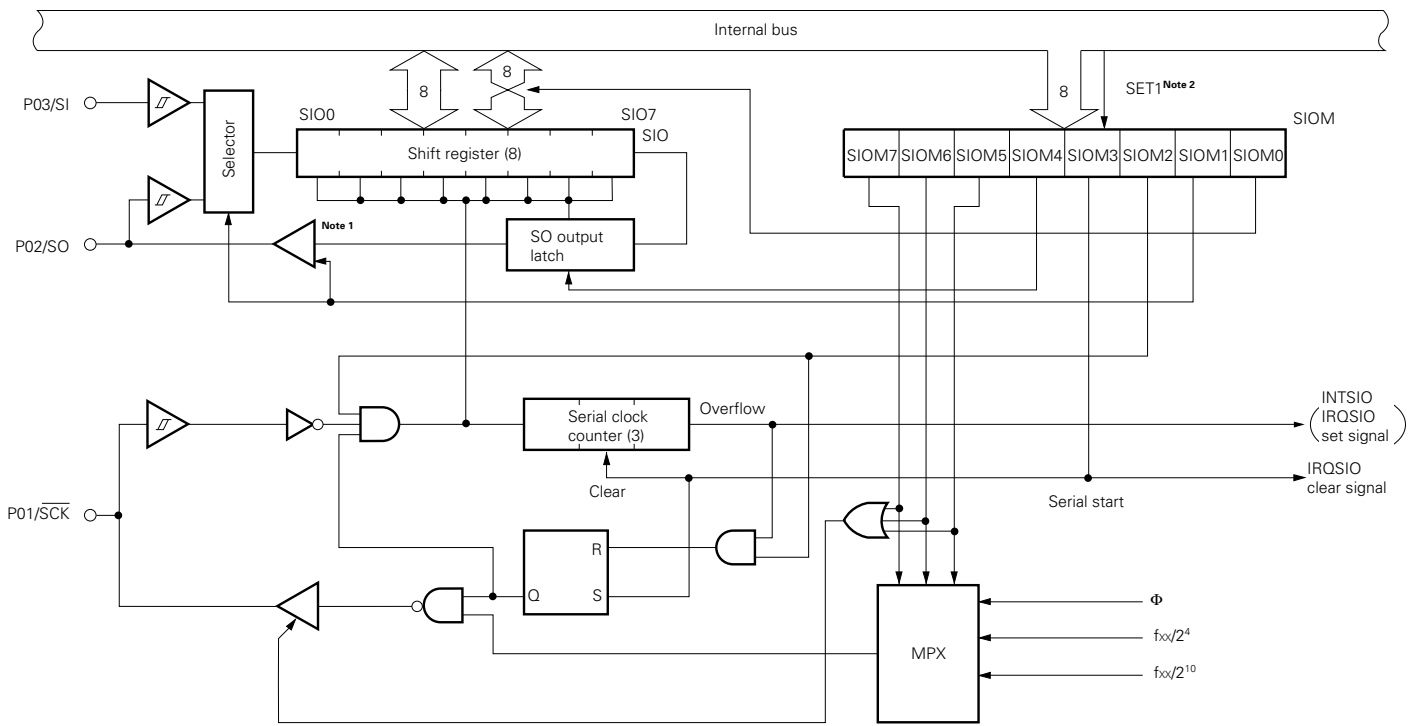 Internal bus
P03/SI
8
8
8
SET1 Note 2
SIO0
SIO7
SIO
SIOM
Selector
Shift register (8)
SIOM7 SIOM6 SIOM5 SIOM4 SIOM3 SIOM2 SIOM1 SIOM0
P02/SO
Note 1
SO output
latch
Serial clock
counter (3)
Overflow
INTSIO
IRQSIO
set signal
Clear
IRQSIO
clear signal
Serial start
P01/S̅C̅K̅
R
Q
S
MPX
Φ
fxx/2⁴
fxx/2¹⁰